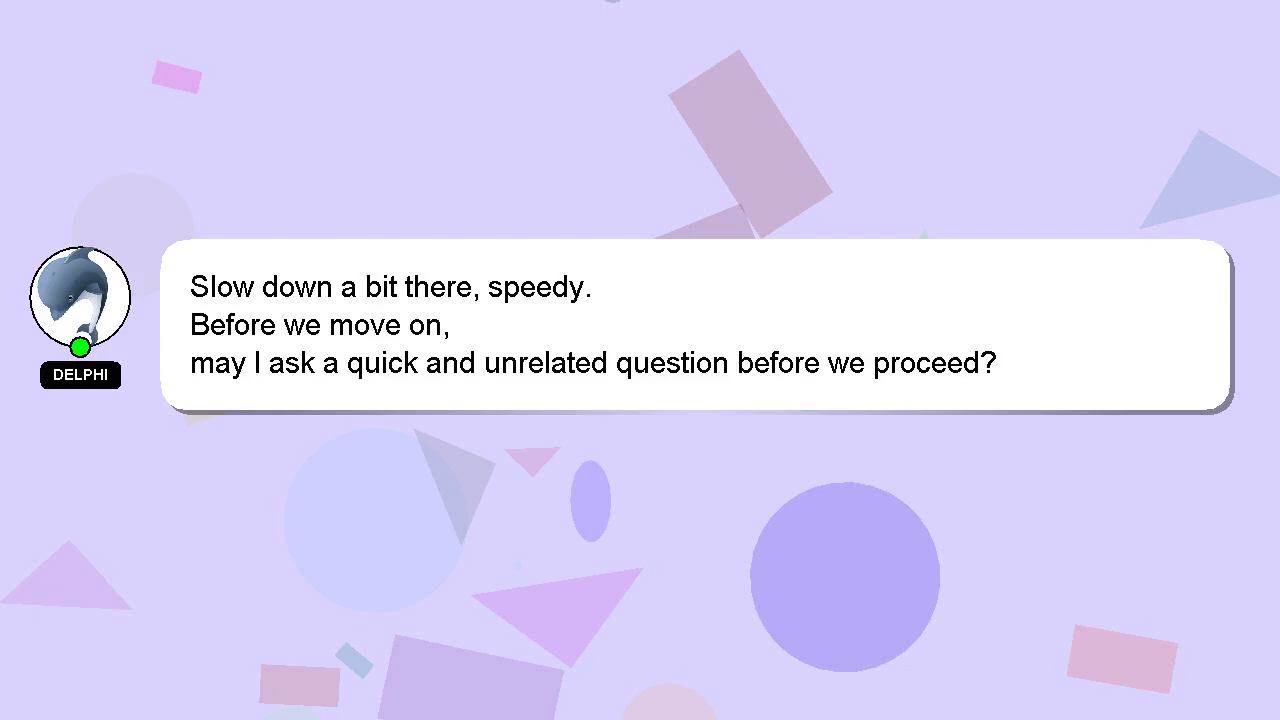 Slow down a bit there, speedy.
Before we move on,
may I ask a quick and unrelated question before we proceed?
DELPHI